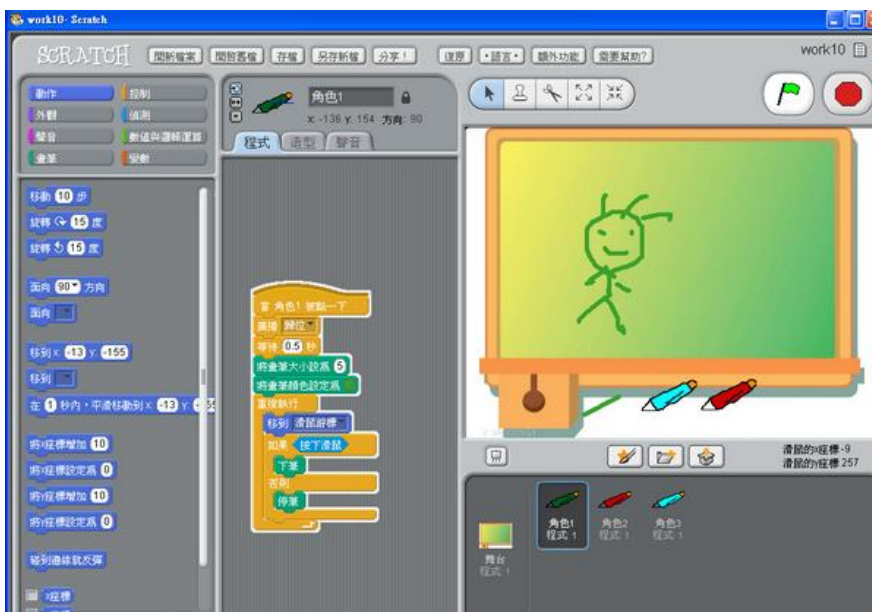 work10- Scratch
SCRATCH 開新檔案 開啟舊檔 存檔 另存新檔 分享！ 復原 ·語言· 額外功能 需要幫助?
work10
動作 控制
外觀 偵測
聲音 數值與邏輯運算
畫筆 變數
角色1
x: -136 y: 154 方向: 90
程式 造型 聲音
移動 10 步
旋轉 15 度
旋轉 15 度
面向 90 方向
面向
移到 x: -13 y: -155
移到
在 1 秒內，平滑移動到 x: -13 y:
將x座標增加 10
將x座標設定為 0
將y座標增加 10
將y座標設定為 0
碰到邊緣就反彈
x座標
當 角色1 被點一下
廣播 歸位
等待 0.5 秒
將畫筆大小設為 5
將畫筆顏色設定為
重複執行
移到 滑鼠游標
如果 按下滑鼠
下筆
否則
停筆
滑鼠的x座標 -9
滑鼠的y座標 257
角色1
程式 1
角色2
程式 1
角色3
程式 1
舞台
程式 1